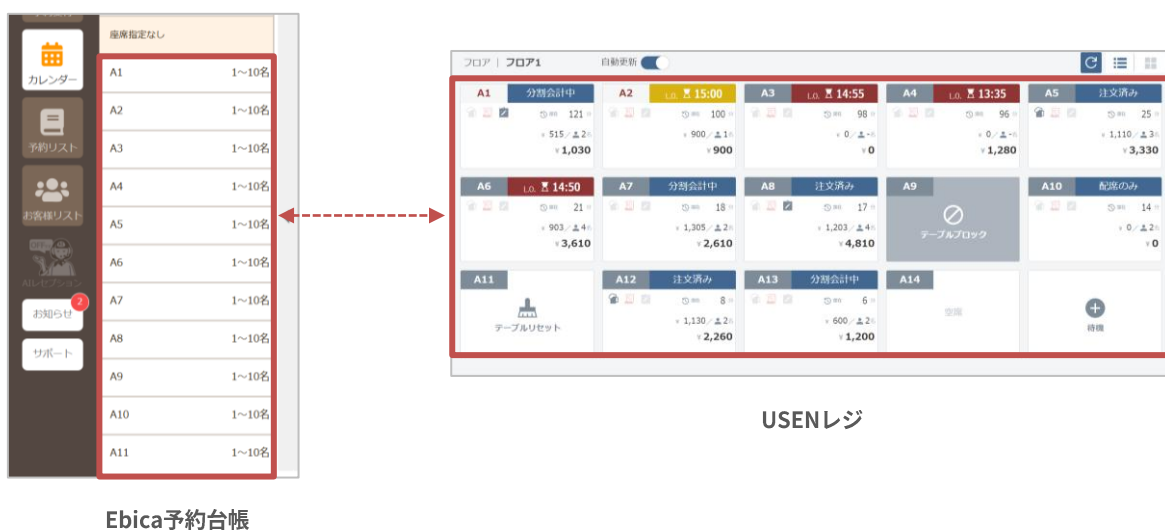 座席指定なし
カレンダー
予約リスト
お客様リスト
AIレセプション
お知らせ
2
サポート
A1 1～10名
A2 1～10名
A3 1～10名
A4 1～10名
A5 1～10名
A6 1～10名
A7 1～10名
A8 1～10名
A9 1～10名
A10 1～10名
A11 1～10名
Ebica予約台帳
フロア | フロア1 自動更新
A1 分割会計中
121
¥ 515／2名
¥1,030
A2 L.O. 15:00
100
¥ 900／1名
¥900
A3 L.O. 14:55
98
¥ 0／-名
¥0
A4 L.O. 13:35
96
¥ 0／-名
¥1,280
A5 注文済み
25
¥ 1,110／3名
¥3,330
A6 L.O. 14:50
21
¥ 903／4名
¥3,610
A7 分割会計中
18
¥ 1,305／2名
¥2,610
A8 注文済み
17
¥ 1,203／4名
¥4,810
A9
テーブルブロック
A10 配席のみ
14
¥ 0／2名
¥0
A11
テーブルリセット
A12 注文済み
8
¥ 1,130／2名
¥2,260
A13 分割会計中
6
¥ 600／2名
¥1,200
A14
空席
待機
USENレジ